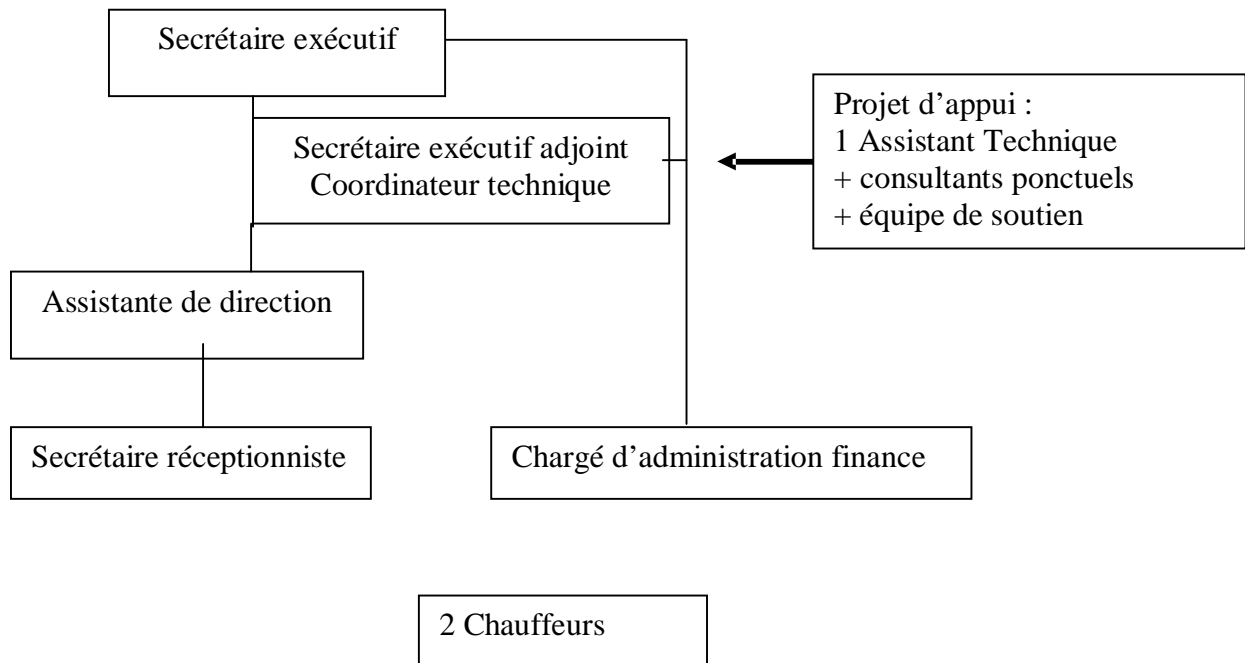 Secrétaire exécutif
Projet d’appui :
1 Assistant Technique
+ consultants ponctuels
+ équipe de soutien
Secrétaire exécutif adjoint
Coordinateur technique
Assistante de direction
Secrétaire réceptionniste
Chargé d’administration finance
2 Chauffeurs